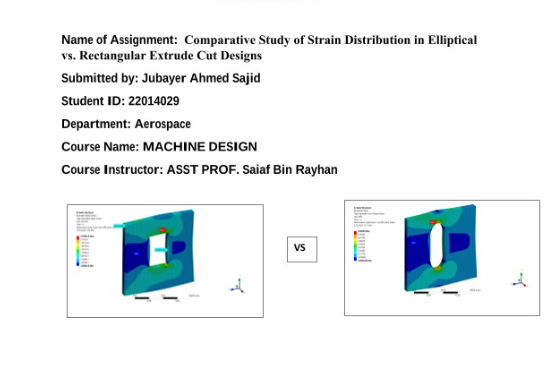 Name of Assignment: Comparative Study of Strain Distribution in Elliptical
vs. Rectangular Extrude Cut Designs
Submitted by: Jubayer Ahmed Sajid
Student ID: 22014029
Department: Aerospace
Course Name: MACHINE DESIGN
Course Instructor: ASST PROF. Saiaf Bin Rayhan
VS